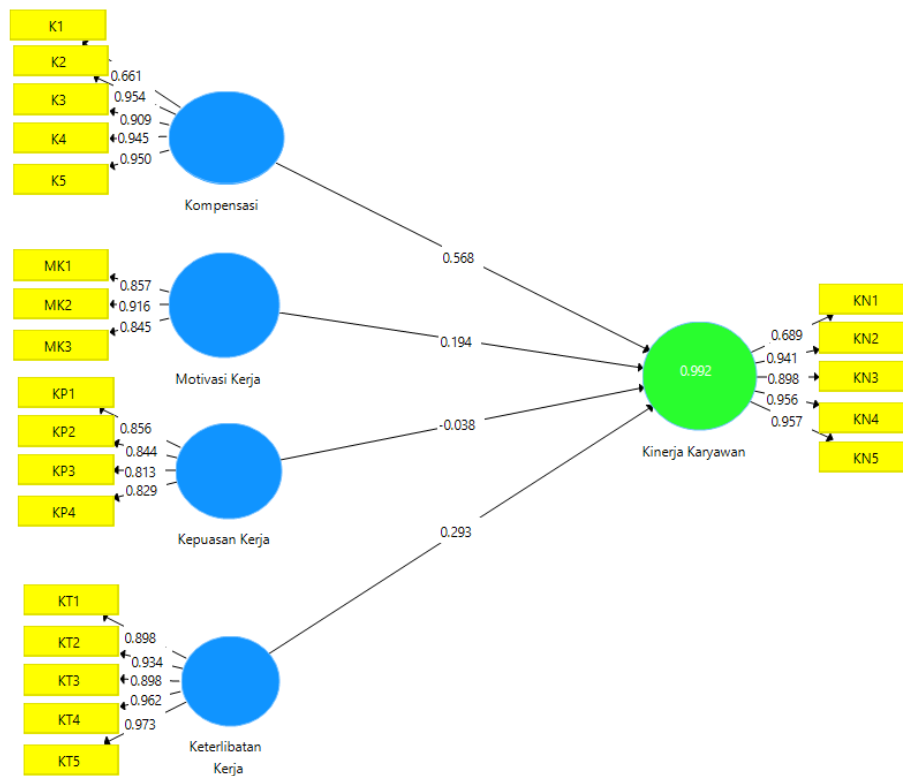 K1
K2
K3
K4
K5
0.661
0.954
0.909
0.945
0.950
Kompensasi
0.568
MK1
MK2
MK3
0.857
0.916
0.845
Motivasi Kerja
0.194
KP1
KP2
KP3
KP4
0.856
0.844
0.813
0.829
Kepuasan Kerja
-0.038
KT1
KT2
KT3
KT4
KT5
0.898
0.934
0.898
0.962
0.973
Keterlibatan
Kerja
0.293
0.992
Kinerja Karyawan
0.689
0.941
0.898
0.956
0.957
KN1
KN2
KN3
KN4
KN5